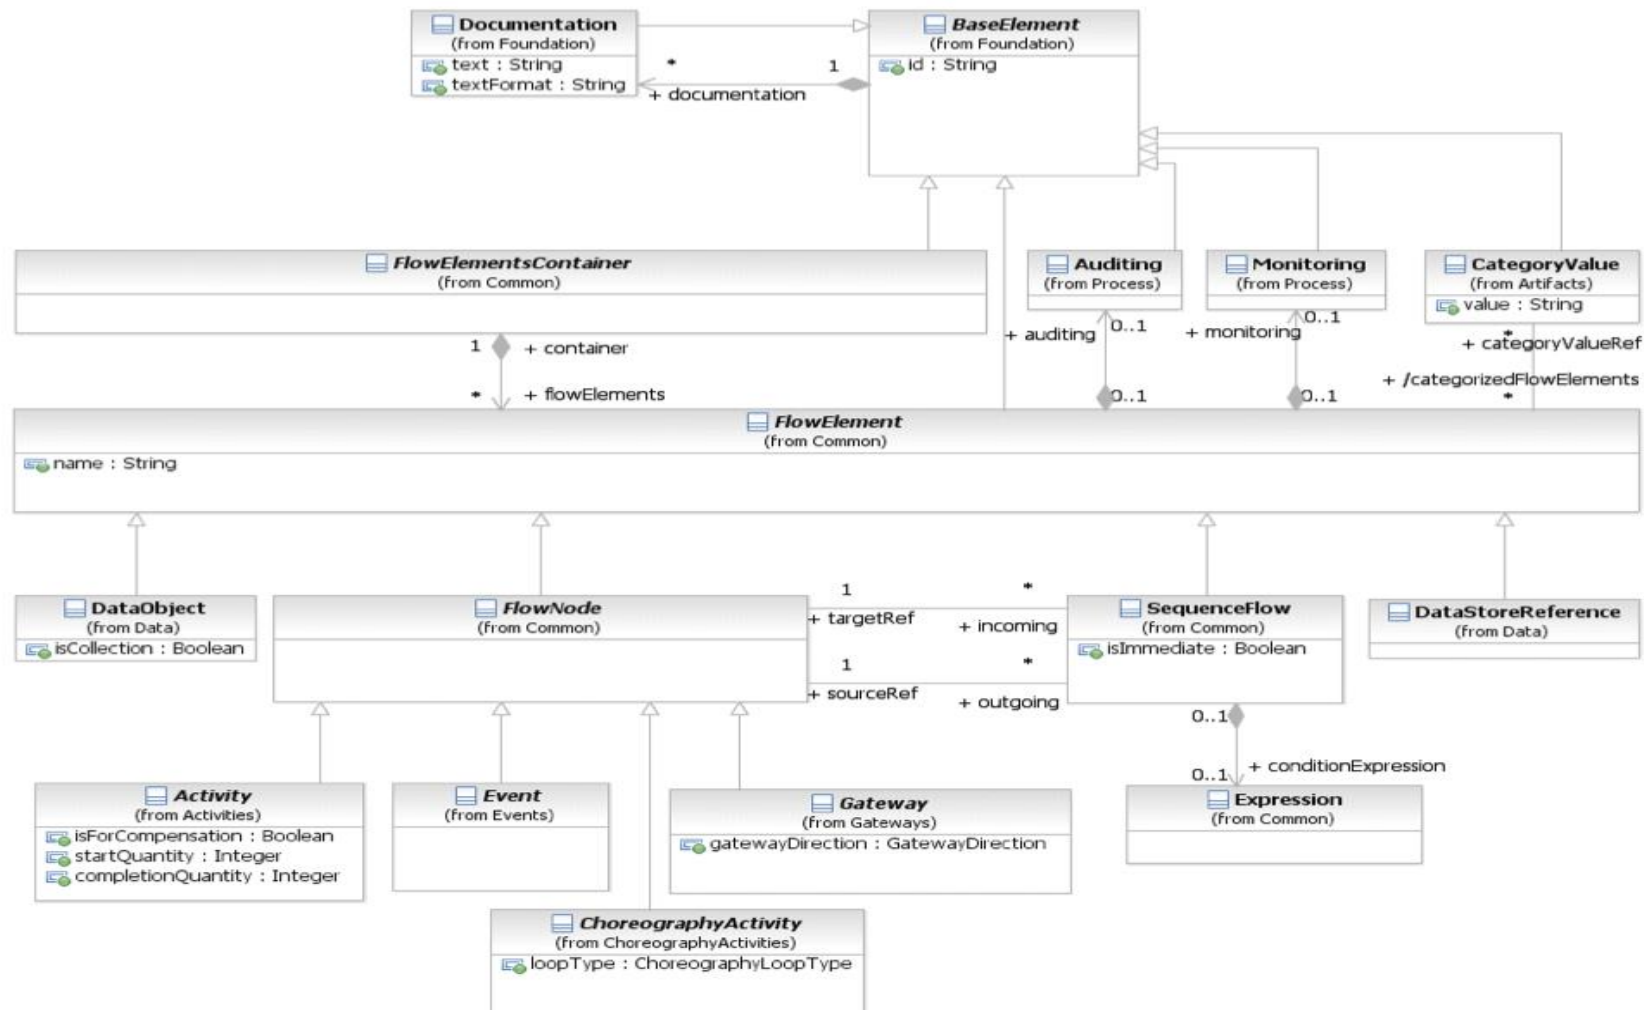 Documentation
(from Foundation)
text : String
textFormat : String
BaseElement
(from Foundation)
id : String
*
1
+ documentation
FlowElementsContainer
(from Common)
Auditing
(from Process)
Monitoring
(from Process)
CategoryValue
(from Artifacts)
value : String
1
+ container
+ auditing
0..1
+ monitoring
0..1
*
+ categoryValueRef
*
+ flowElements
0..1
0..1
+ /categorizedFlowElements
*
FlowElement
(from Common)
name : String
DataObject
(from Data)
isCollection : Boolean
FlowNode
(from Common)
1
*
+ targetRef
+ incoming
1
*
+ sourceRef
+ outgoing
SequenceFlow
(from Common)
isImmediate : Boolean
DataStoreReference
(from Data)
0..1
+ conditionExpression
0..1
Activity
(from Activities)
isForCompensation : Boolean
startQuantity : Integer
completionQuantity : Integer
Event
(from Events)
Gateway
(from Gateways)
gatewayDirection : GatewayDirection
Expression
(from Common)
ChoreographyActivity
(from ChoreographyActivities)
loopType : ChoreographyLoopType